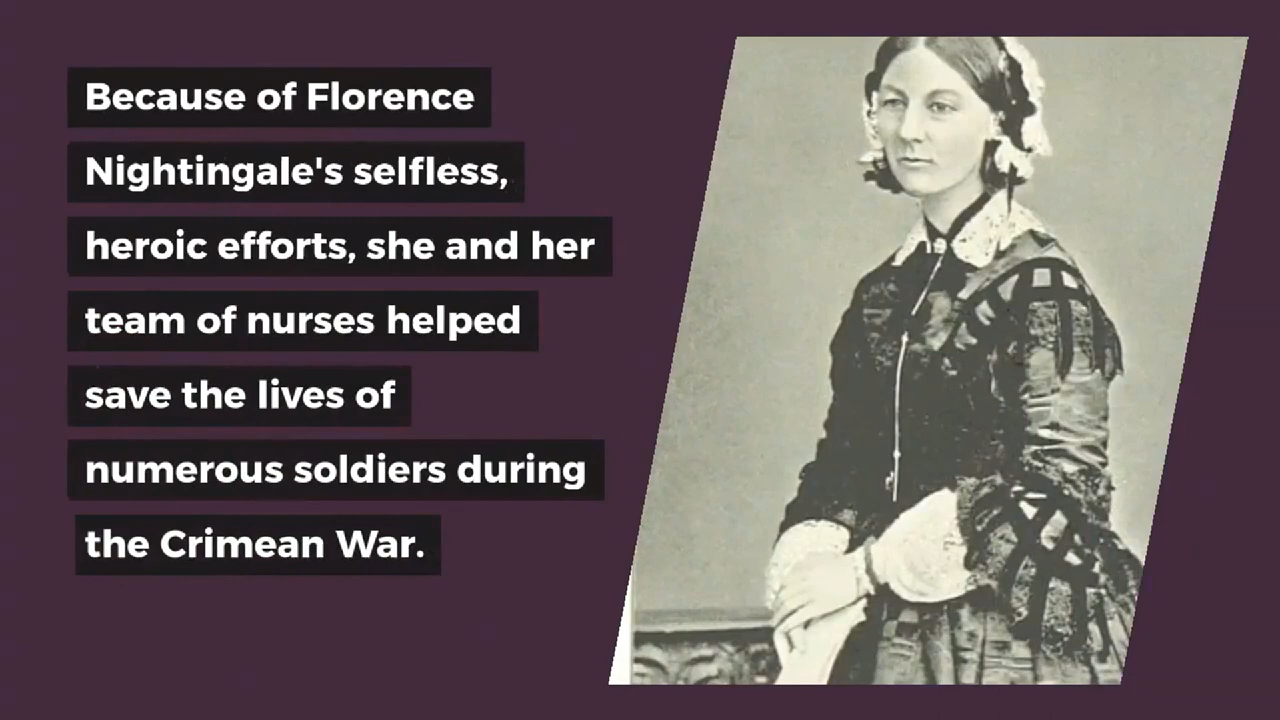 Because of Florence
Nightingale's selfless,
heroic efforts, she and her
team of nurses helped
save the lives of
numerous soldiers during
the Crimean War.